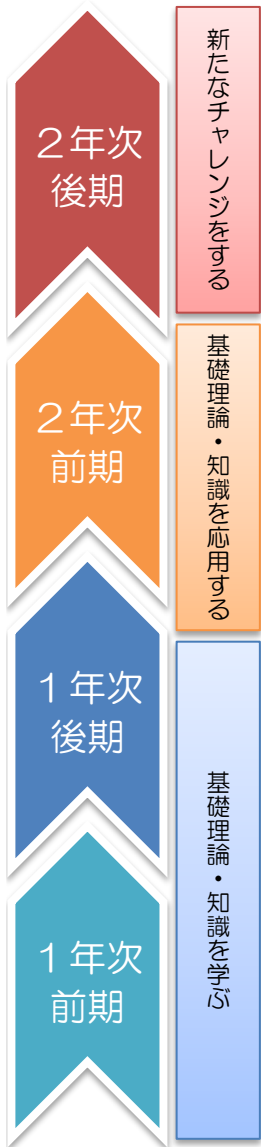 ２年次
後期
新たなチャレンジをする
２年次
前期
基礎理論・知識を応用する
１年次
後期
１年次
前期
基礎理論・知識を学ぶ